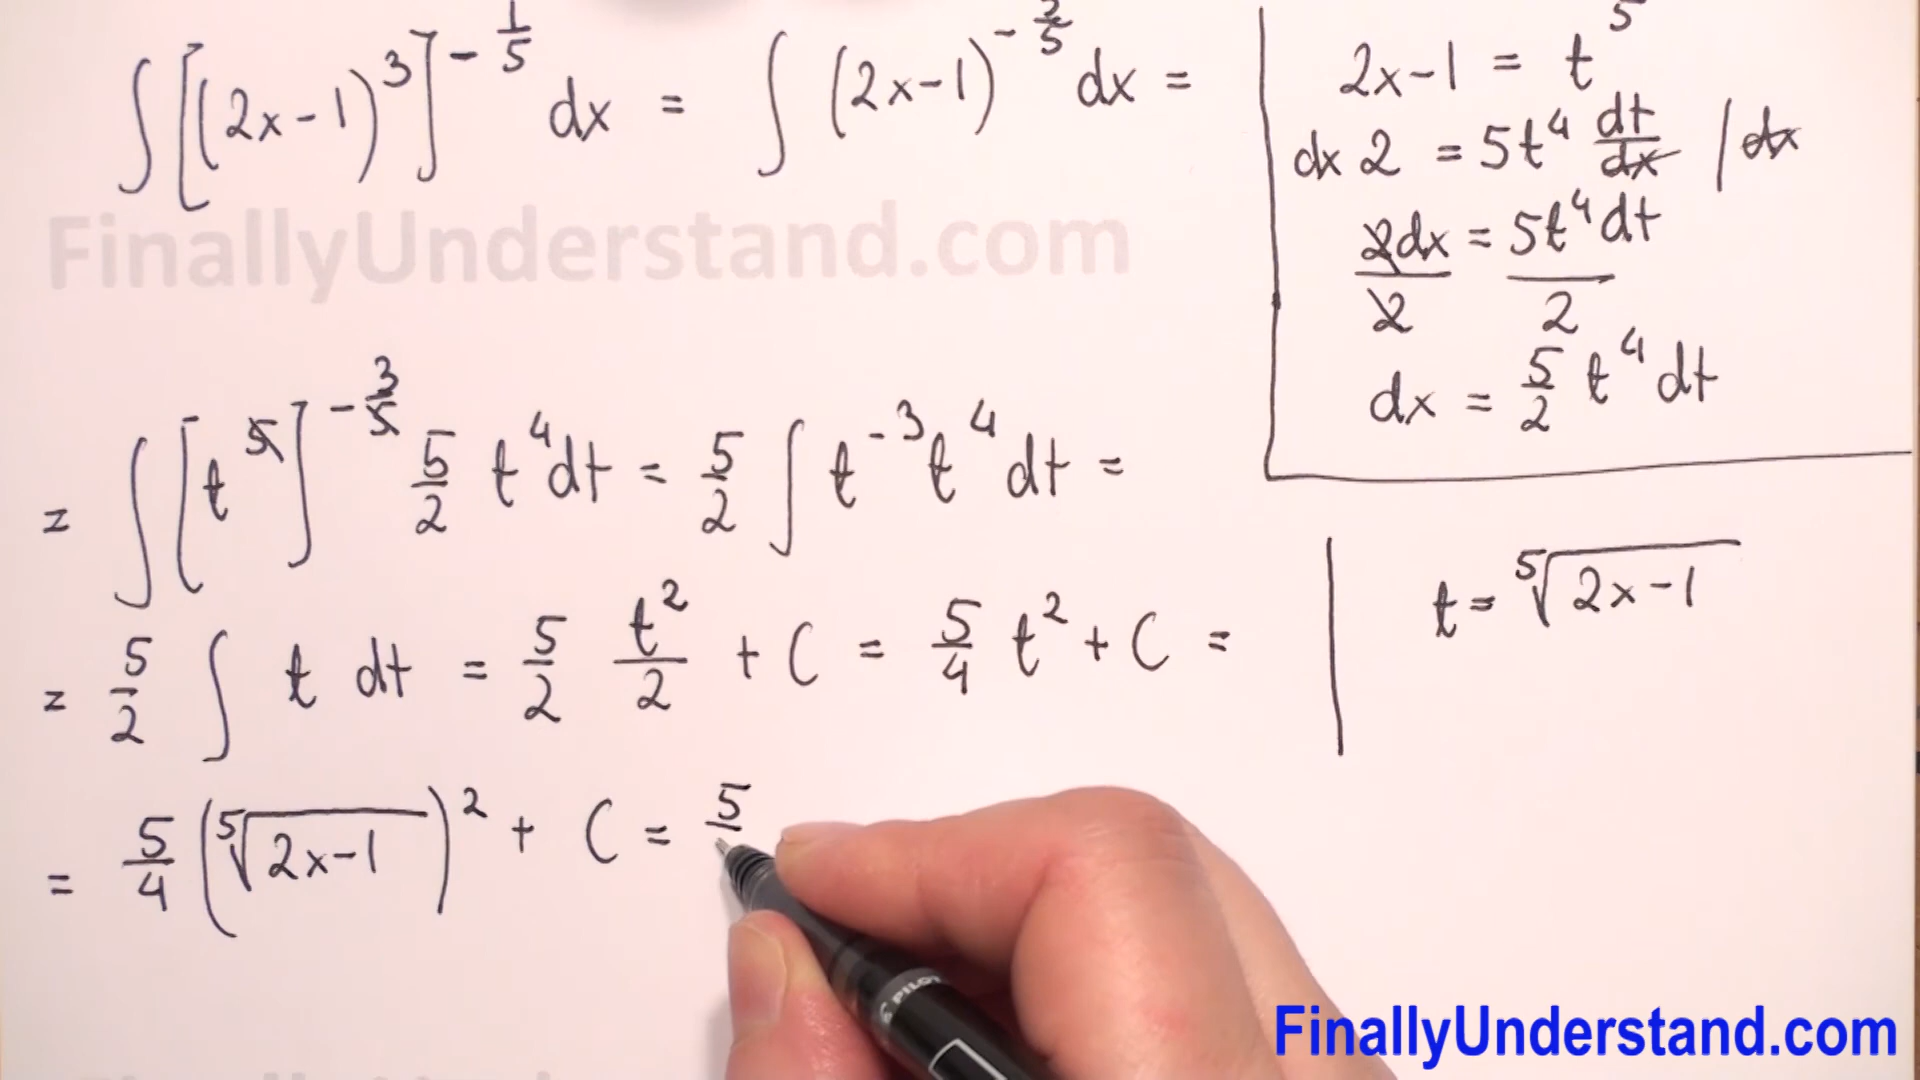 ∫[(2x-1)^3]^{-1/5} dx = ∫(2x-1)^{-3/5} dx =
2x-1 = t^5
dx 2 = 5t^4 dt/dx | dx
2dx/2 = 5t^4dt/2
dx = 5/2 t^4 dt
FinallyUnderstand.com
= ∫[t^5]^{-3/5} 5/2 t^4dt = 5/2 ∫ t^{-3} t^4 dt =
= 5/2 ∫ t dt = 5/2 t^2/2 + C = 5/4 t^2 + C =
t = ⁵√(2x-1)
= 5/4 (⁵√(2x-1))^2 + C = 5
PILOT
FinallyUnderstand.com